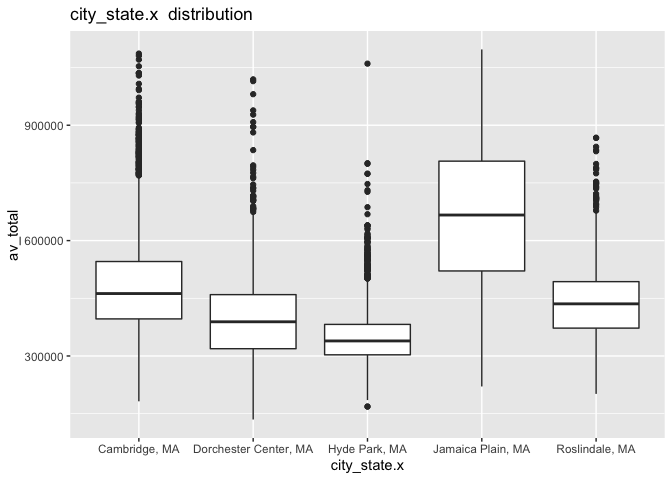 city_state.x distribution
av_total
900000
600000
300000
Cambridge, MA Dorchester Center, MA Hyde Park, MA Jamaica Plain, MA Roslindale, MA
city_state.x